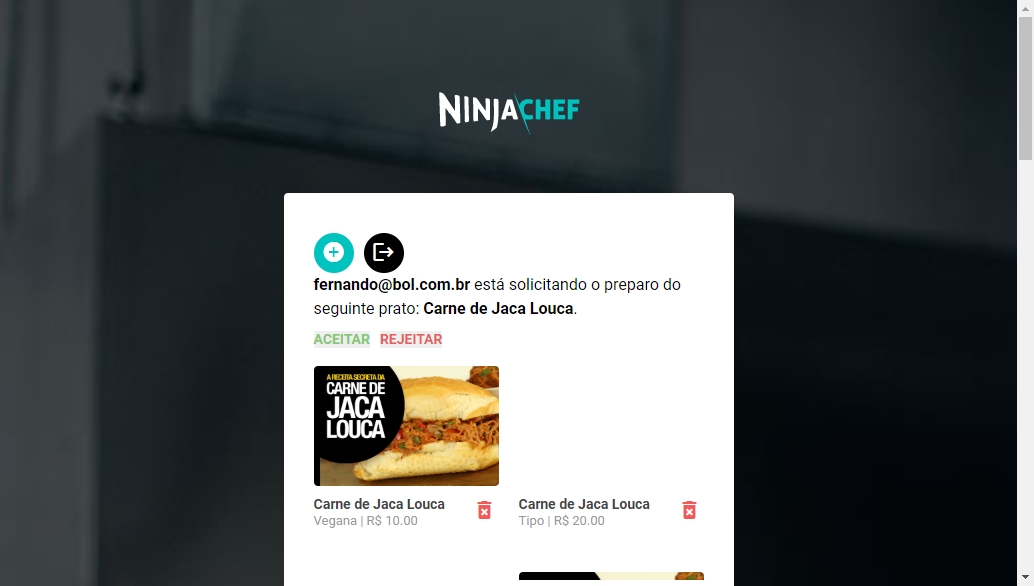 NINJACHEF
fernando@bol.com.br está solicitando o preparo do
seguinte prato: Carne de Jaca Louca.
ACEITAR REJEITAR
A RECEITA SECRETA DA
CARNE DE
JACA
LOUCA
Carne de Jaca Louca
Vegana | R$ 10.00
Carne de Jaca Louca
Tipo | R$ 20.00